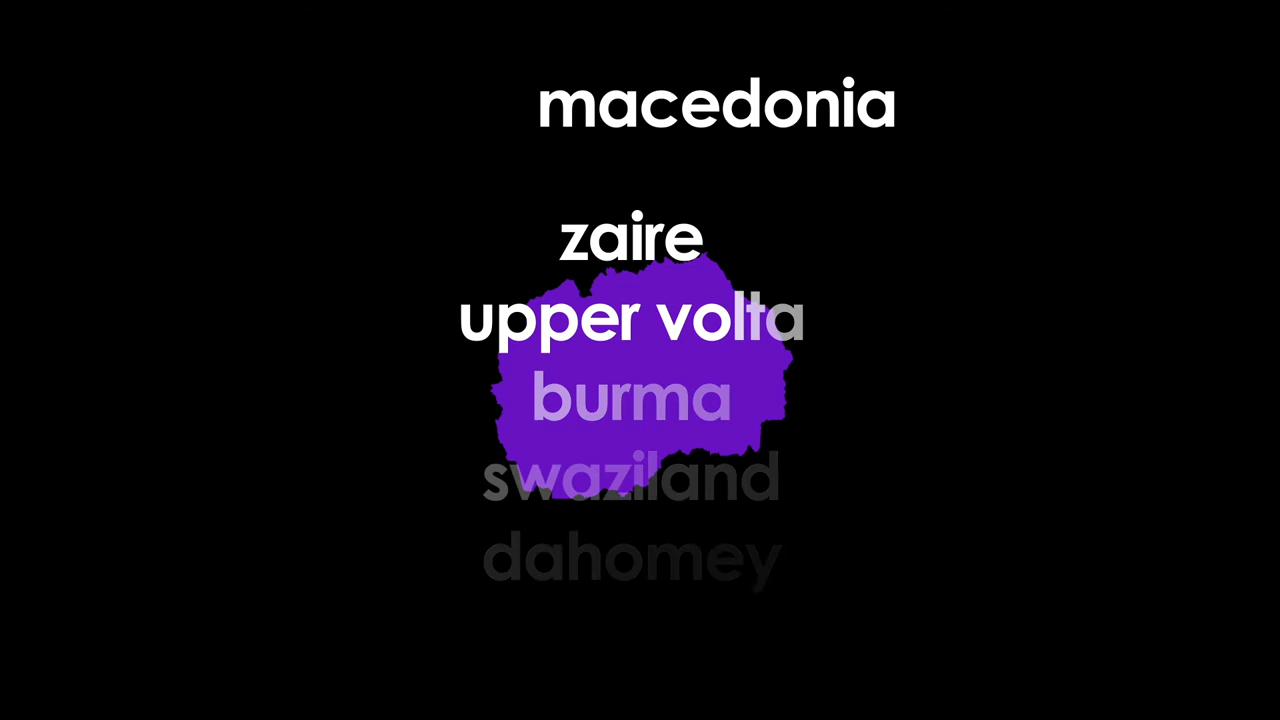 macedonia
zaire
upper volta
burma
swaziland
dahomey